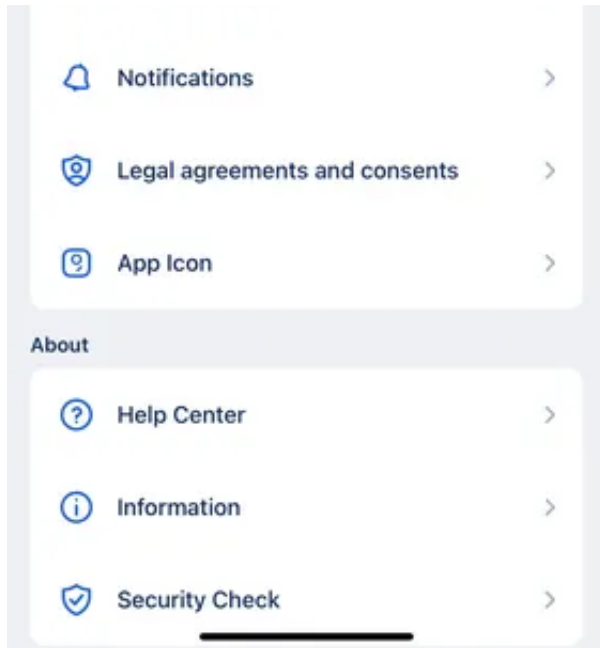 Notifications
Legal agreements and consents
App Icon
About
Help Center
Information
Security Check